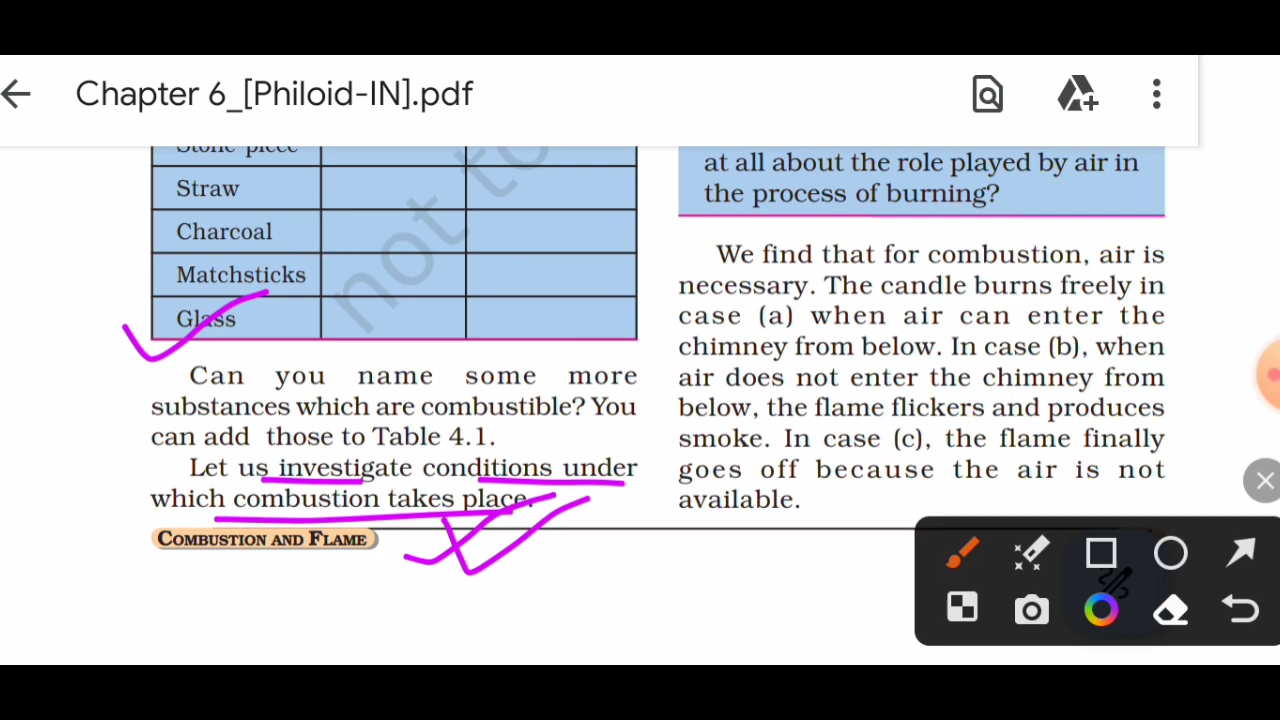 Chapter 6_[Philoid-IN].pdf
Stone piece
Straw
Charcoal
Matchsticks
Glass
not to
Can you name some more
substances which are combustible? You
can add those to Table 4.1.
Let us investigate conditions under
which combustion takes place.
COMBUSTION AND FLAME
at all about the role played by air in
the process of burning?
We find that for combustion, air is
necessary. The candle burns freely in
case (a) when air can enter the
chimney from below. In case (b), when
air does not enter the chimney from
below, the flame flickers and produces
smoke. In case (c), the flame finally
goes off because the air is not
available.